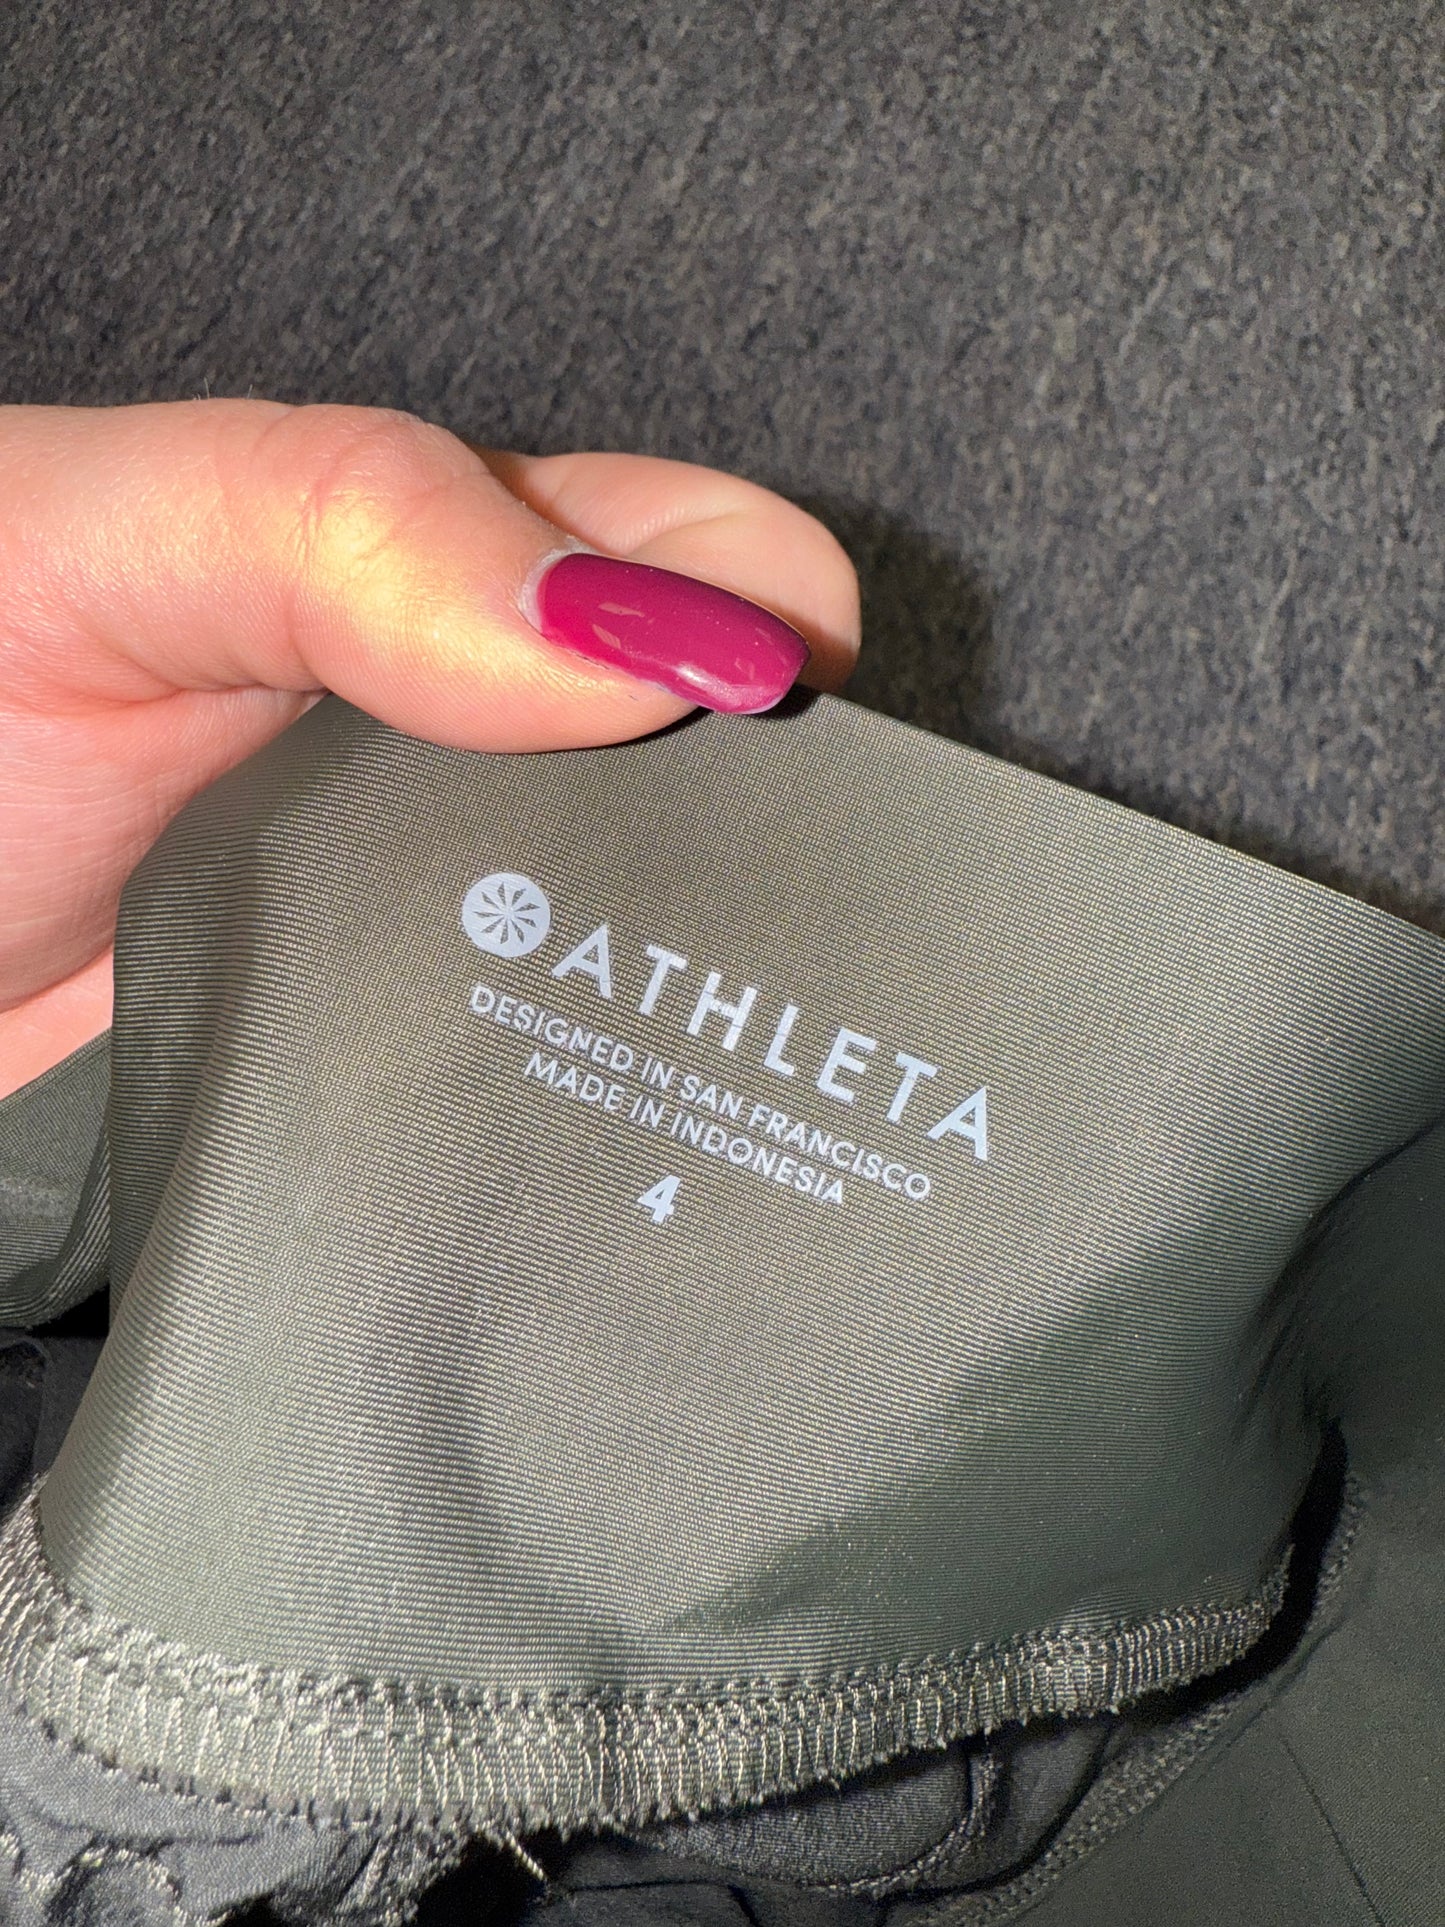 ATHLETA
DESIGNED IN SAN FRANCISCO
MADE IN INDONESIA
4